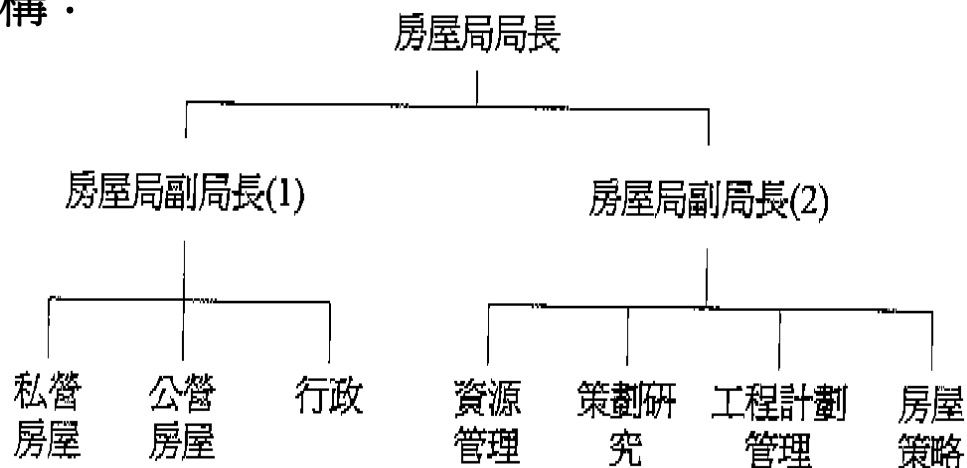 構：
房屋局局長
房屋局副局長(1)
房屋局副局長(2)
私營
房屋
公營
房屋
行政
資源
管理
策劃研
究
工程計劃
管理
房屋
策略